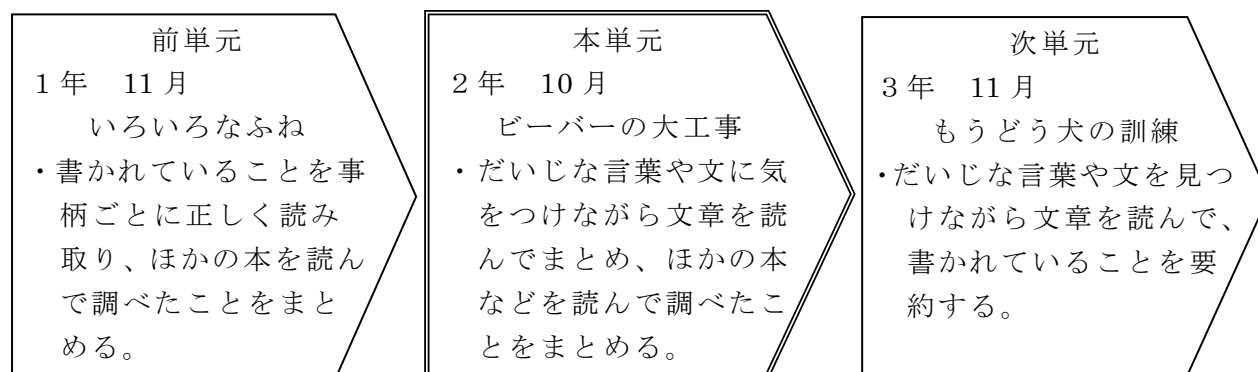 前単元
１年　11月
いろいろなふね
・書かれていることを事
柄ごとに正しく読み
取り、ほかの本を読ん
で調べたことをまと
める。
本単元
２年　10月
ビーバーの大工事
・だいじな言葉や文に気
をつけながら文章を読
んでまとめ、ほかの本
などを読んで調べたこ
とをまとめる。
次単元
３年　11月
もうどう犬の訓練
・だいじな言葉や文を見つ
けながら文章を読んで、
書かれていることを要
約する。